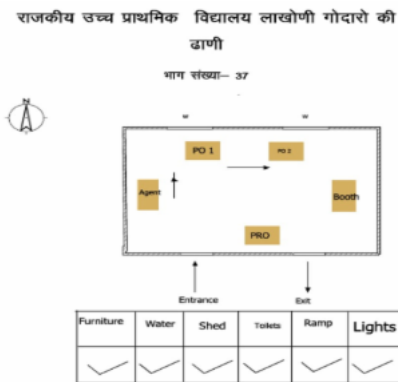 राजकीय उच्च प्राथमिक विद्यालय लाखोणी गोदारो की
ढाणी
भाग संख्या– 37
N
W W
PO 1 PO 2
Agent Booth
PRO
Entrance Exit
Furniture Water Shed Toilets Ramp Lights